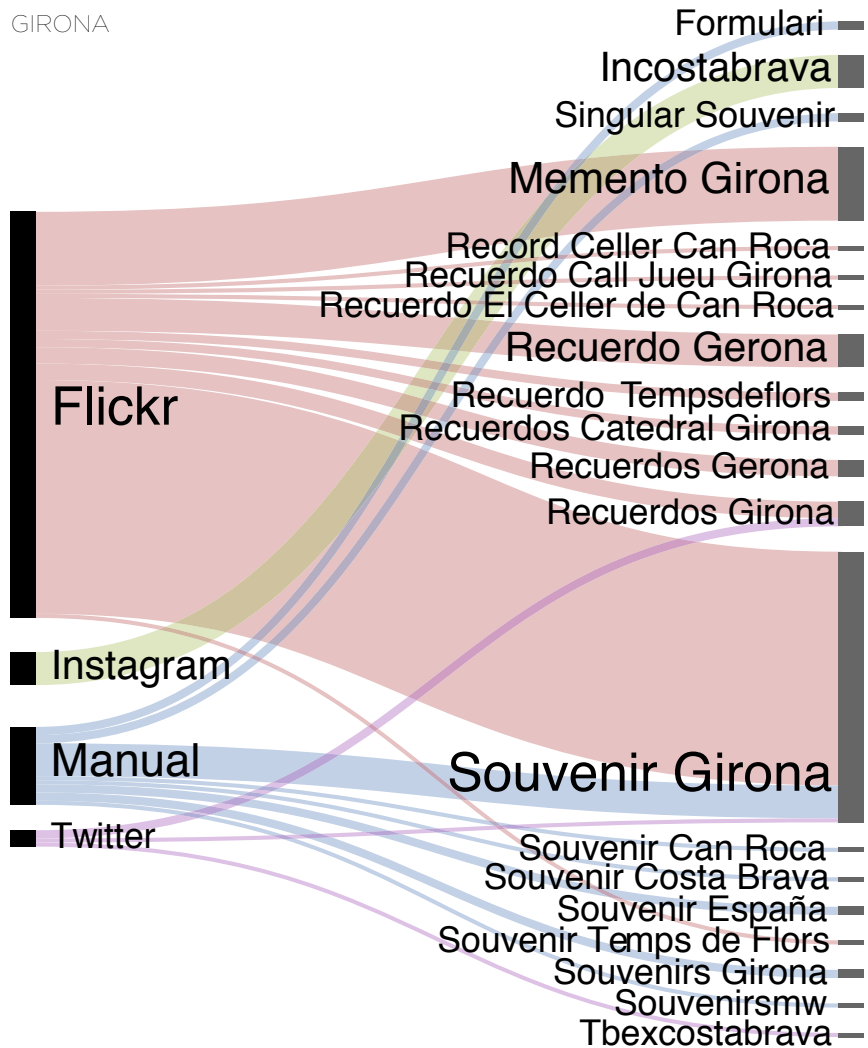 GIRONA
Formulari
Incostabrava
Singular Souvenir
Memento Girona
Record Celler Can Roca
Recuerdo Call Jueu Girona
Recuerdo El Celler de Can Roca
Recuerdo Gerona
Recuerdo Tempsdeflors
Flickr
Recuerdos Catedral Girona
Recuerdos Gerona
Recuerdos Girona
Instagram
Manual
Souvenir Girona
Twitter
Souvenir Can Roca
Souvenir Costa Brava
Souvenir España
Souvenir Temps de Flors
Souvenirs Girona
Souvenirsmw
Tbexcostabrava